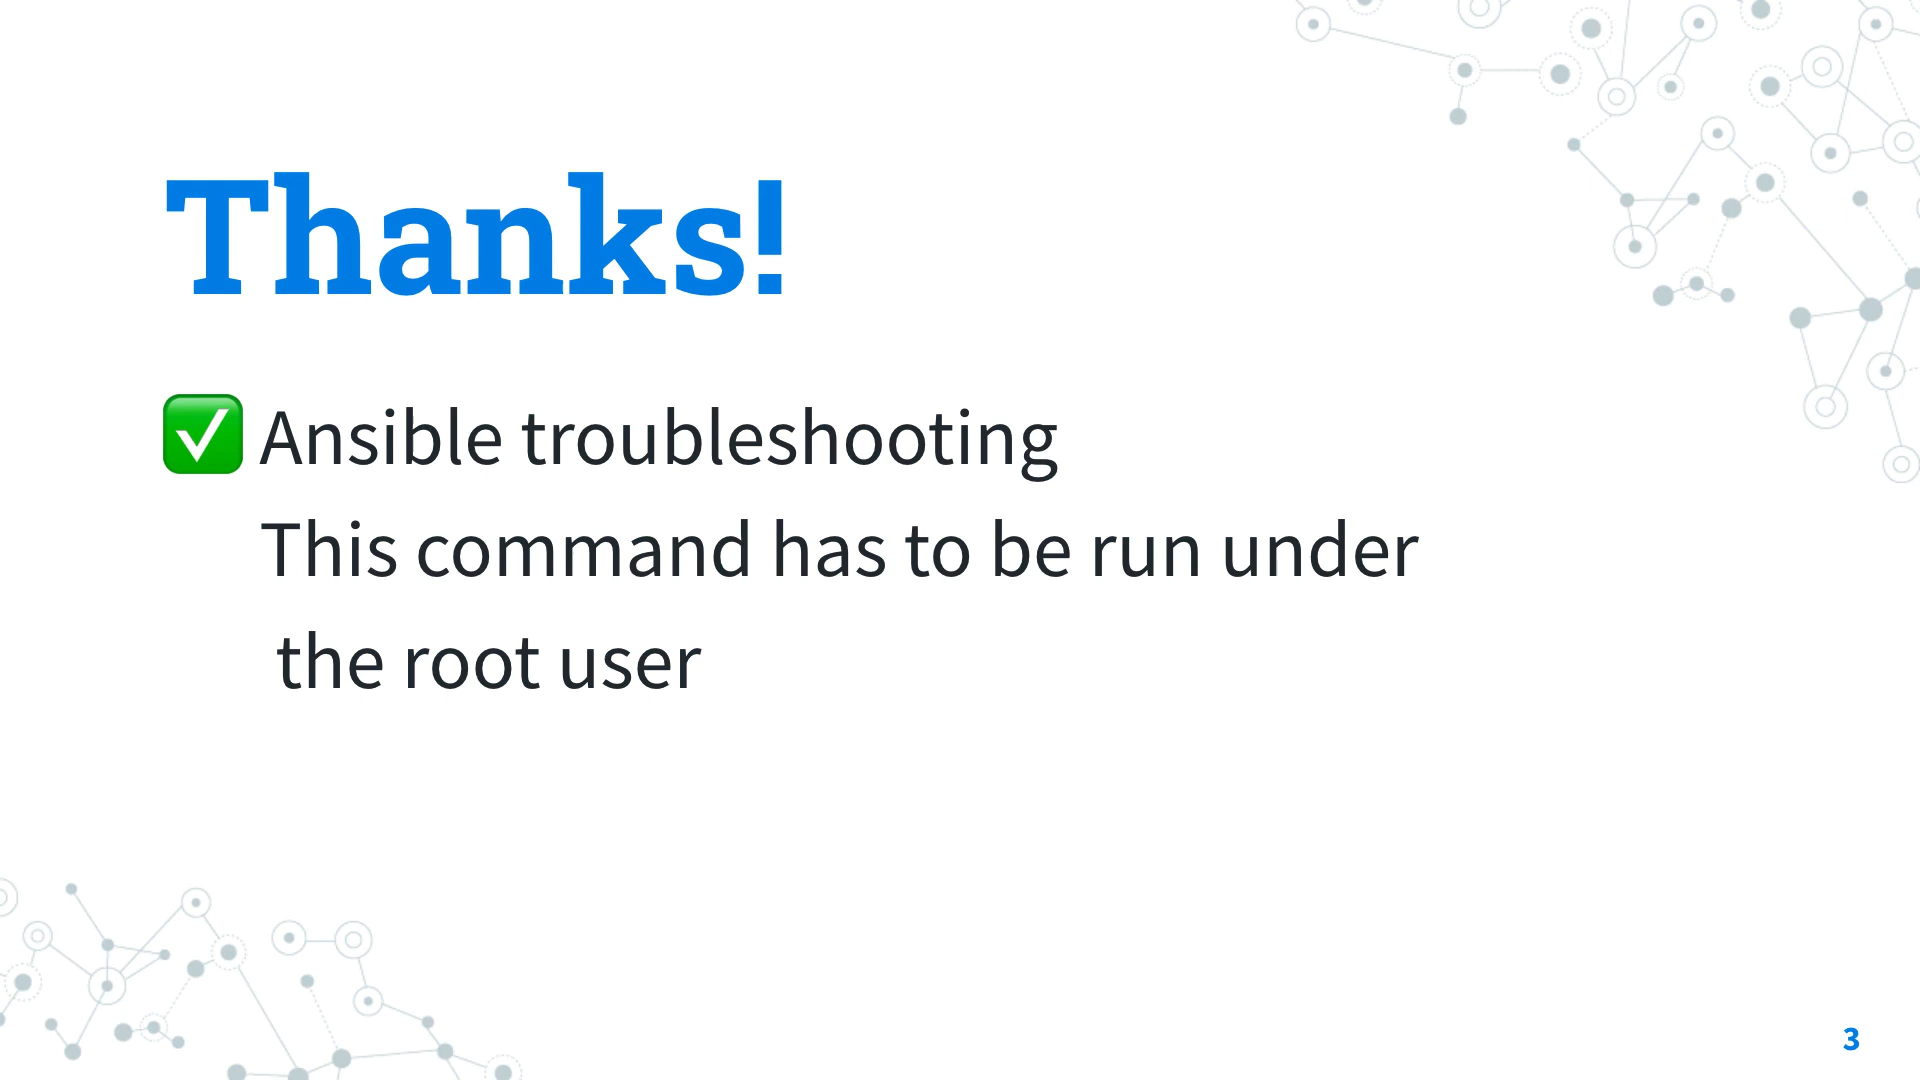 Thanks!
✅ Ansible troubleshooting
This command has to be run under
the root user
3